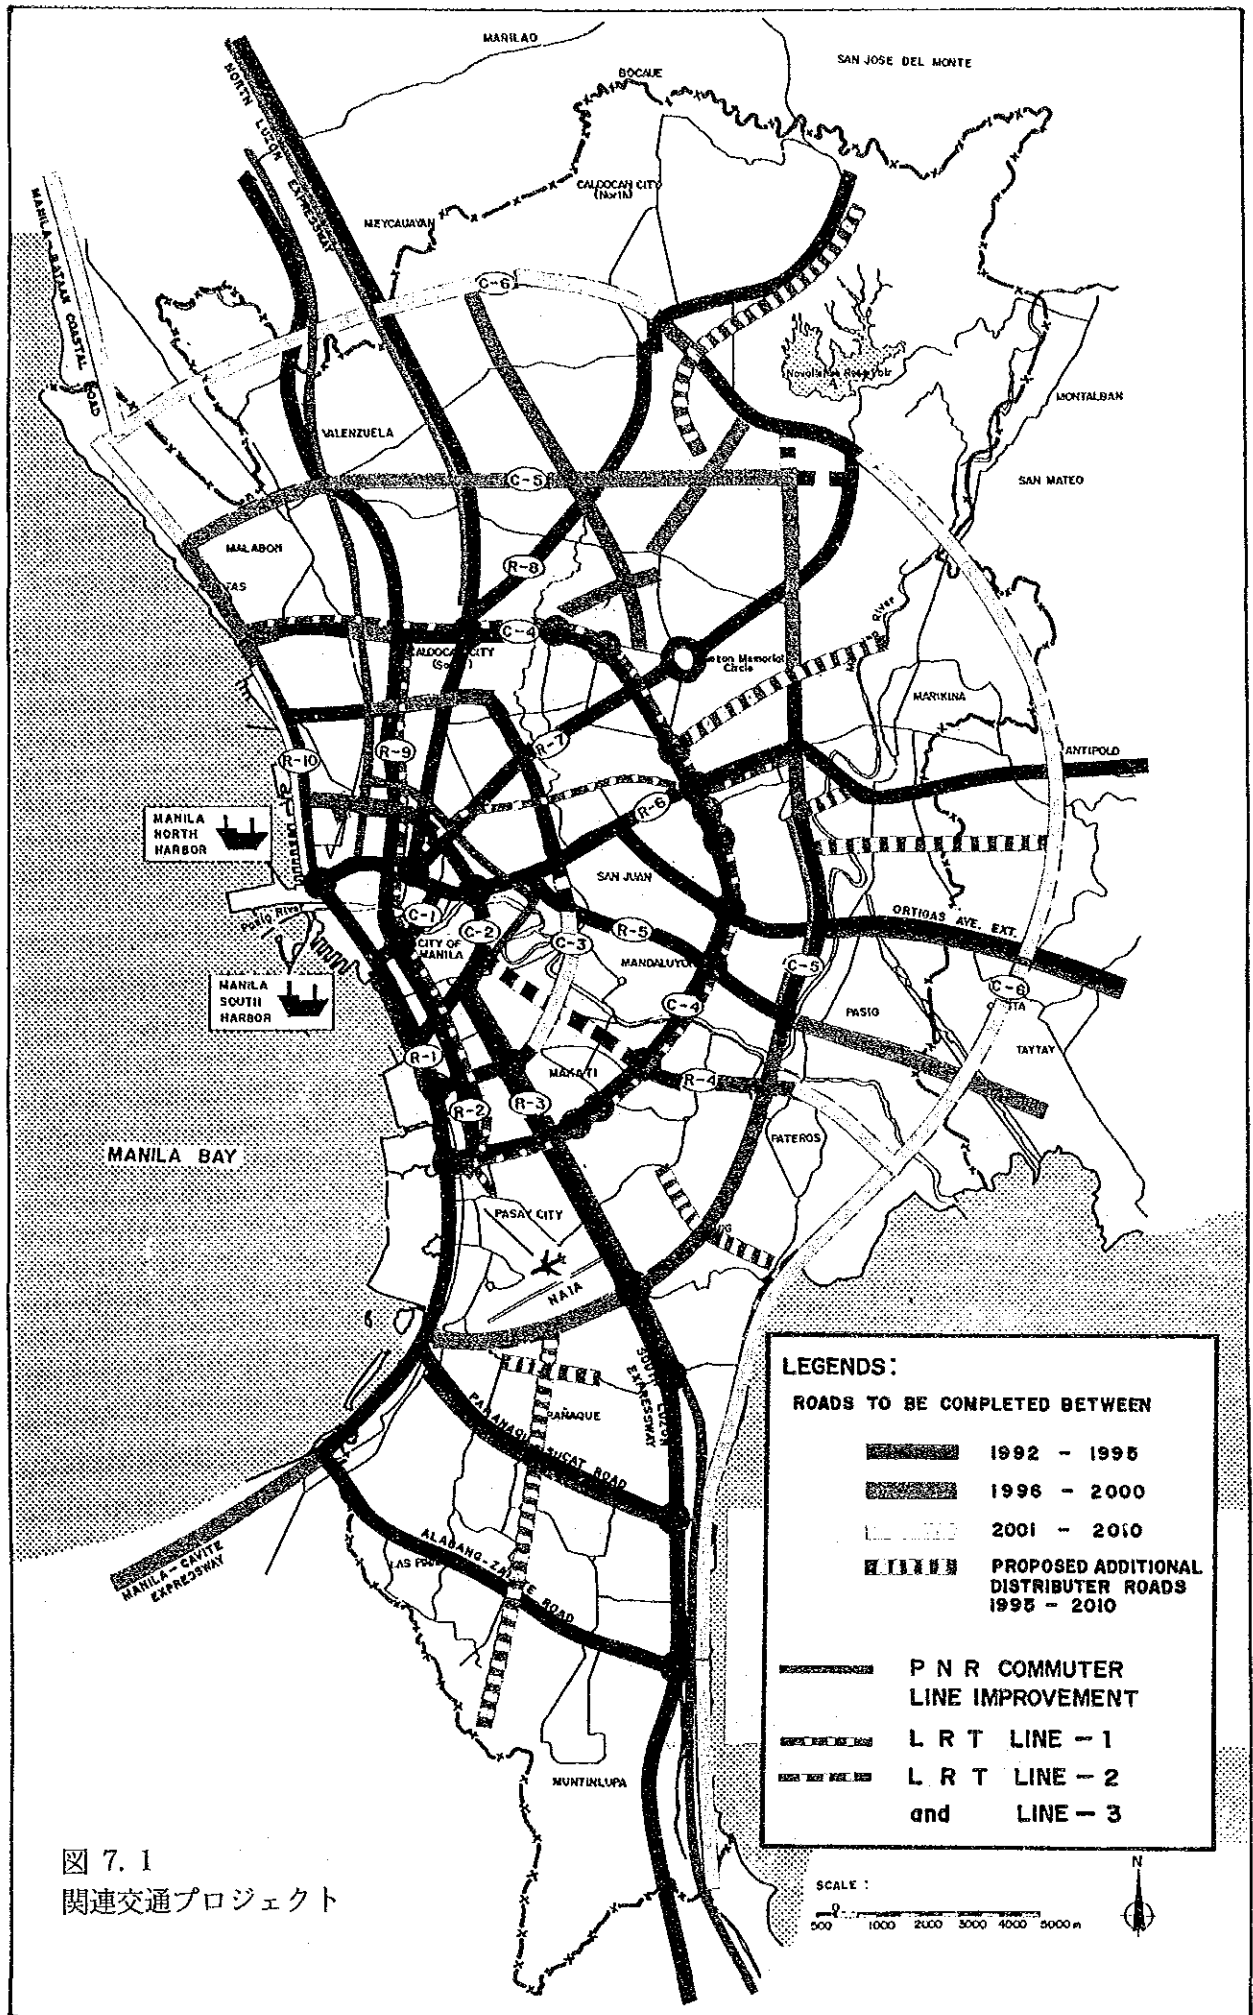 MARILAO
SAN JOSE DEL MONTE
BOCAUE
NORTH LUZON EXPRESSWAY
CALOOCAN CITY
(North)
MEYCAUAYAN
MANILA-BATAAN COASTAL ROAD
C-6
Novaliches Reservoir
MONTALBAN
VALENZUELA
C-5
SAN MATEO
MALABON
R-8
River
C-4
CALOOCAN CITY
Memorial
Circle
MARIKINA
R-7
R-9
R-10
ANTIPOLO
MANILA
NORTH
HARBOR
R-6
SAN JUAN
Pasig River
C-1
C-2
R-5
ORTIGAS AVE. EXT.
CITY OF
MANILA
C-3
MANDALUYO
C-5
MANILA
SOUTH
HARBOR
C-4
C-6
PASIG
TAYTAY
R-1
MAKATI
R-4
R-2
R-3
PATEROS
MANILA BAY
PASAY CITY
NAIA
SOUTH LUZON
EXPRESSWAY
RAÑAQUE
PARANAQUE SUCAT ROAD
ALABANG-ZAPOTE ROAD
LAS
MANILA-CAVITE
EXPRESSWAY
MUNTINLUPA
LEGENDS:
ROADS TO BE COMPLETED BETWEEN
1992 - 1995
1996 - 2000
2001 - 2010
PROPOSED ADDITIONAL
DISTRIBUTER ROADS
1995 - 2010
P N R COMMUTER
LINE IMPROVEMENT
L R T LINE - 1
L R T LINE - 2
and LINE - 3
図 7. 1
関連交通プロジェクト
SCALE :
500 0 1000 2000 3000 4000 5000 m
N